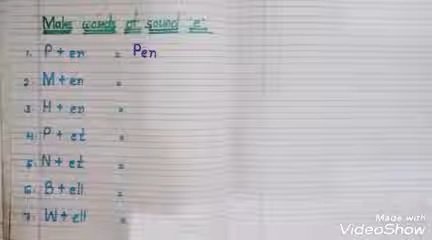 Make words of sound 'e'.
1. P + en = Pen
2. M + en =
3. H + en =
4. P + et =
5. N + et =
6. B + ell =
7. W + ell =
Made with
VideoShow